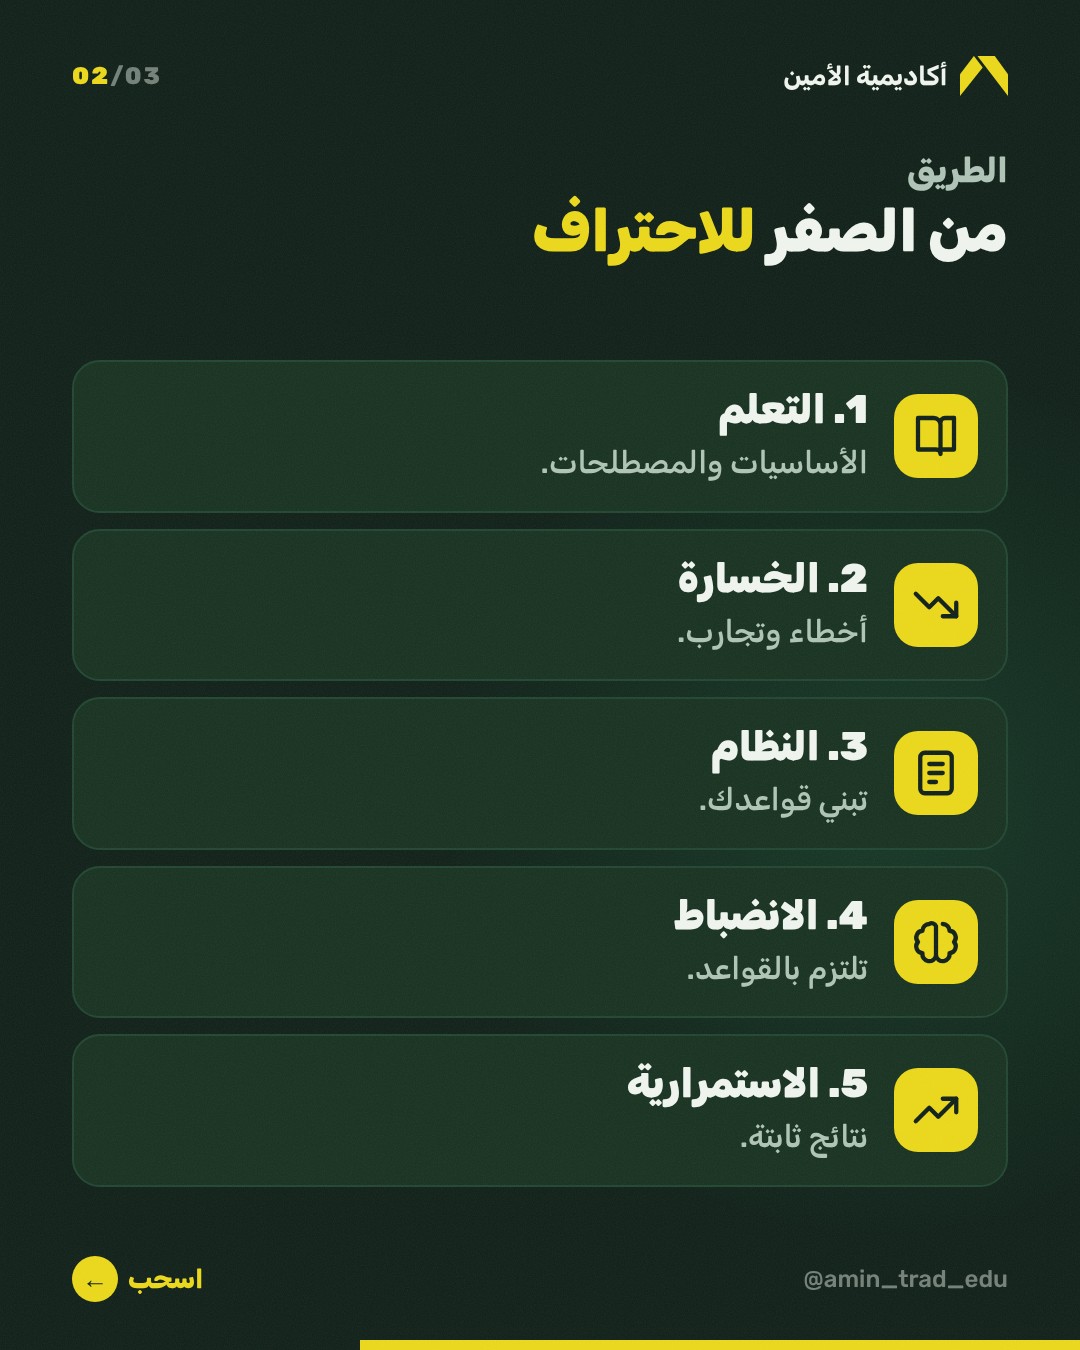 أكاديمية الأمين
02/03
الطريق
من الصفر للاحتراف
1. التعلم
الأساسيات والمصطلحات.
2. الخسارة
أخطاء وتجارب.
3. النظام
تبني قواعدك.
4. الانضباط
تلتزم بالقواعد.
5. الاستمرارية
نتائج ثابتة.
@amin_trad_edu
اسحب ←